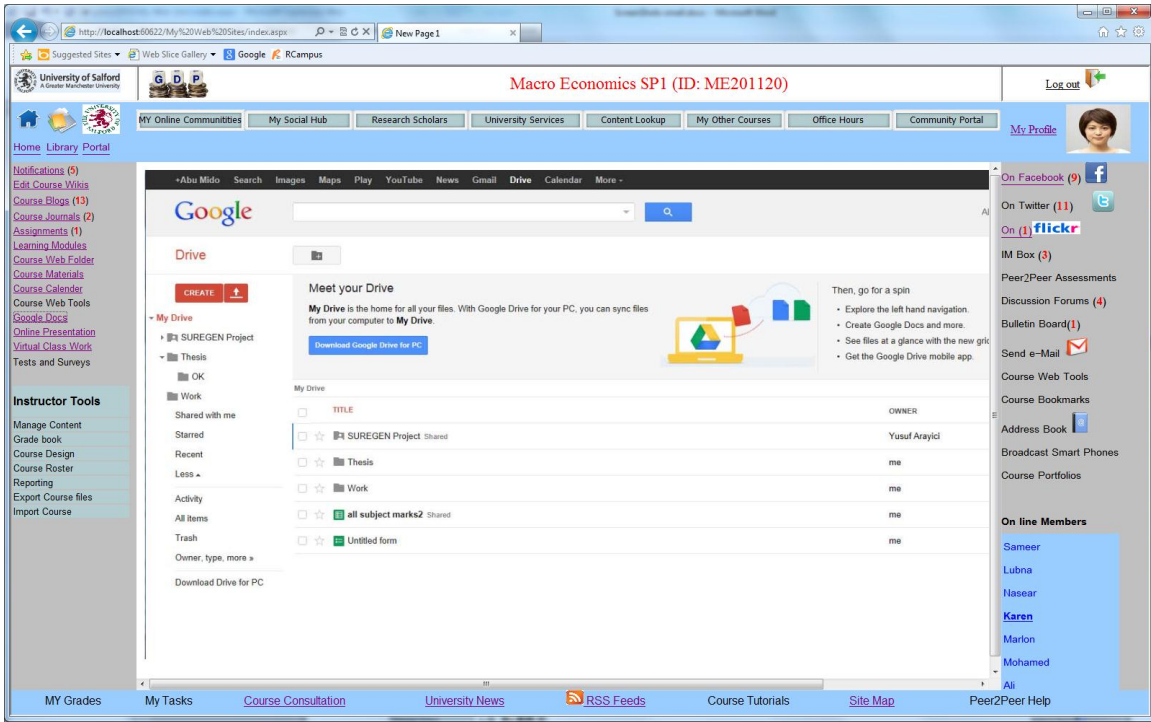 http://localhost:60622/My%20Web%20Sites/index.aspx
New Page 1
Suggested Sites
Web Slice Gallery
Google
RCampus
University of Salford
A Greater Manchester University
G D P
Macro Economics SP1 (ID: ME201120)
Log out
MY Online Communitities
My Social Hub
Research Scholars
University Services
Content Lookup
My Other Courses
Office Hours
Community Portal
My Profile
Home Library Portal
Notifications (5)
Edit Course Wikis
Course Blogs (13)
Course Journals (2)
Assignments (1)
Learning Modules
Course Web Folder
Course Materials
Course Calender
Course Web Tools
Google Docs
Online Presentation
Virtual Class Work
Tests and Surveys
Instructor Tools
Manage Content
Grade book
Course Design
Course Roster
Reporting
Export Course files
Import Course
+Abu Mido Search Images Maps Play YouTube News Gmail Drive Calendar More -
Google
Al
Drive
CREATE
My Drive
SUREGEN Project
Thesis
OK
Work
Shared with me
Starred
Recent
Less
Activity
All items
Trash
Owner, type, more »
Download Drive for PC
Meet your Drive
My Drive is the home for all your files. With Google Drive for your PC, you can sync files
from your computer to My Drive.
Download Google Drive for PC
Then, go for a spin
• Explore the left hand navigation.
• Create Google Docs and more.
• See files at a glance with the new grid
• Get the Google Drive mobile app.
My Drive
TITLE
OWNER
SUREGEN Project Shared
Yusuf Arayici
Thesis
me
Work
me
all subject marks2 Shared
me
Untitled form
me
On Facebook (9)
On Twitter (11)
On (1) flickr
IM Box (3)
Peer2Peer Assessments
Discussion Forums (4)
Bulletin Board(1)
Send e-Mail
Course Web Tools
Course Bookmarks
Address Book
Broadcast Smart Phones
Course Portfolios
On line Members
Sameer
Lubna
Nasear
Karen
Marlon
Mohamed
Ali
MY Grades
My Tasks
Course Consultation
University News
RSS Feeds
Course Tutorials
Site Map
Peer2Peer Help